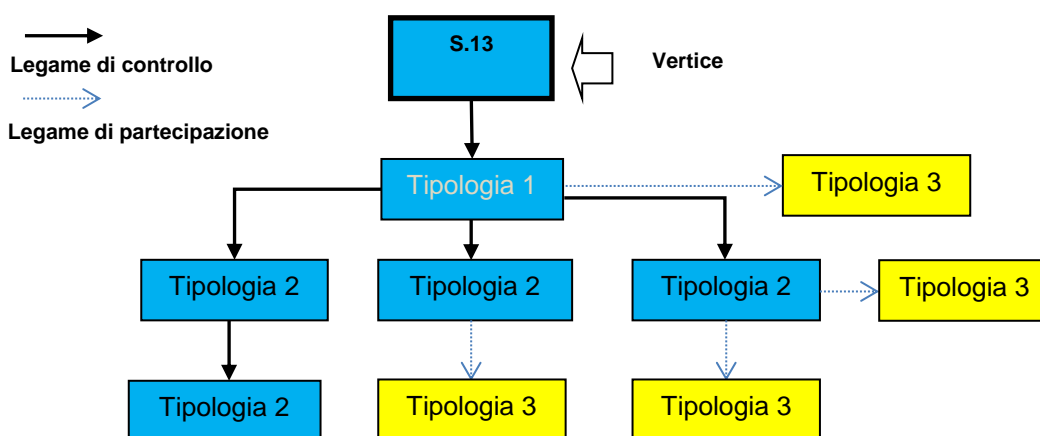 S.13
Legame di controllo
Vertice
Legame di partecipazione
Tipologia 1
Tipologia 3
Tipologia 2
Tipologia 2
Tipologia 2
Tipologia 3
Tipologia 2
Tipologia 3
Tipologia 3